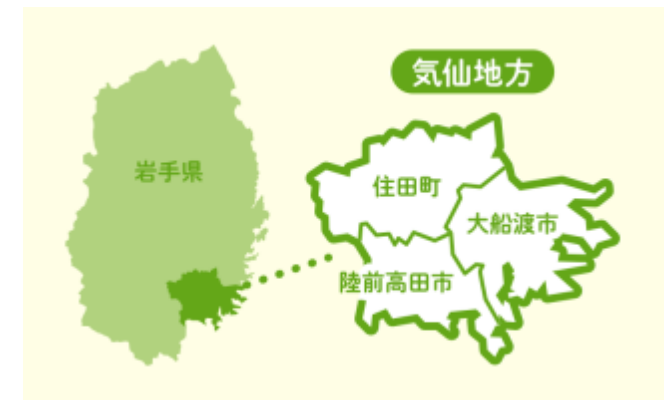 気仙地方
岩手県
住田町
大船渡市
陸前高田市